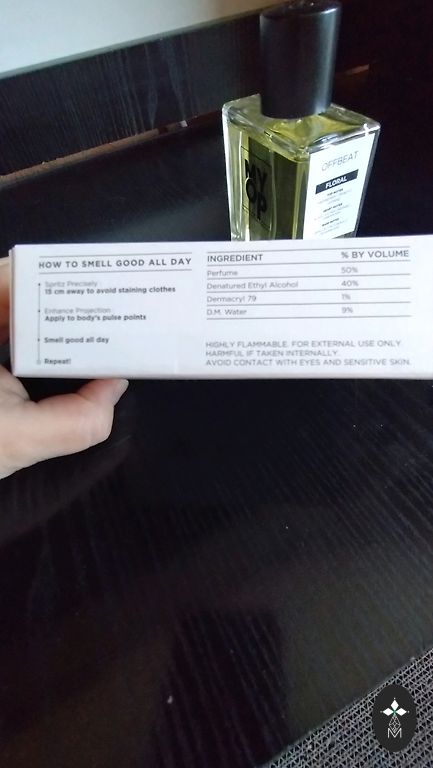 MY
OP
OFFBEAT
FLORAL
HOW TO SMELL GOOD ALL DAY
Spritz Precisely :
15 cm away to avoid staining clothes
Enhance Projection :
Apply to body's pulse points
Smell good all day
Repeat!
INGREDIENT % BY VOLUME
Perfume 50%
Denatured Ethyl Alcohol 40%
Dermacryl 79 1%
D.M. Water 9%
HIGHLY FLAMMABLE. FOR EXTERNAL USE ONLY.
HARMFUL IF TAKEN INTERNALLY.
AVOID CONTACT WITH EYES AND SENSITIVE SKIN.
M